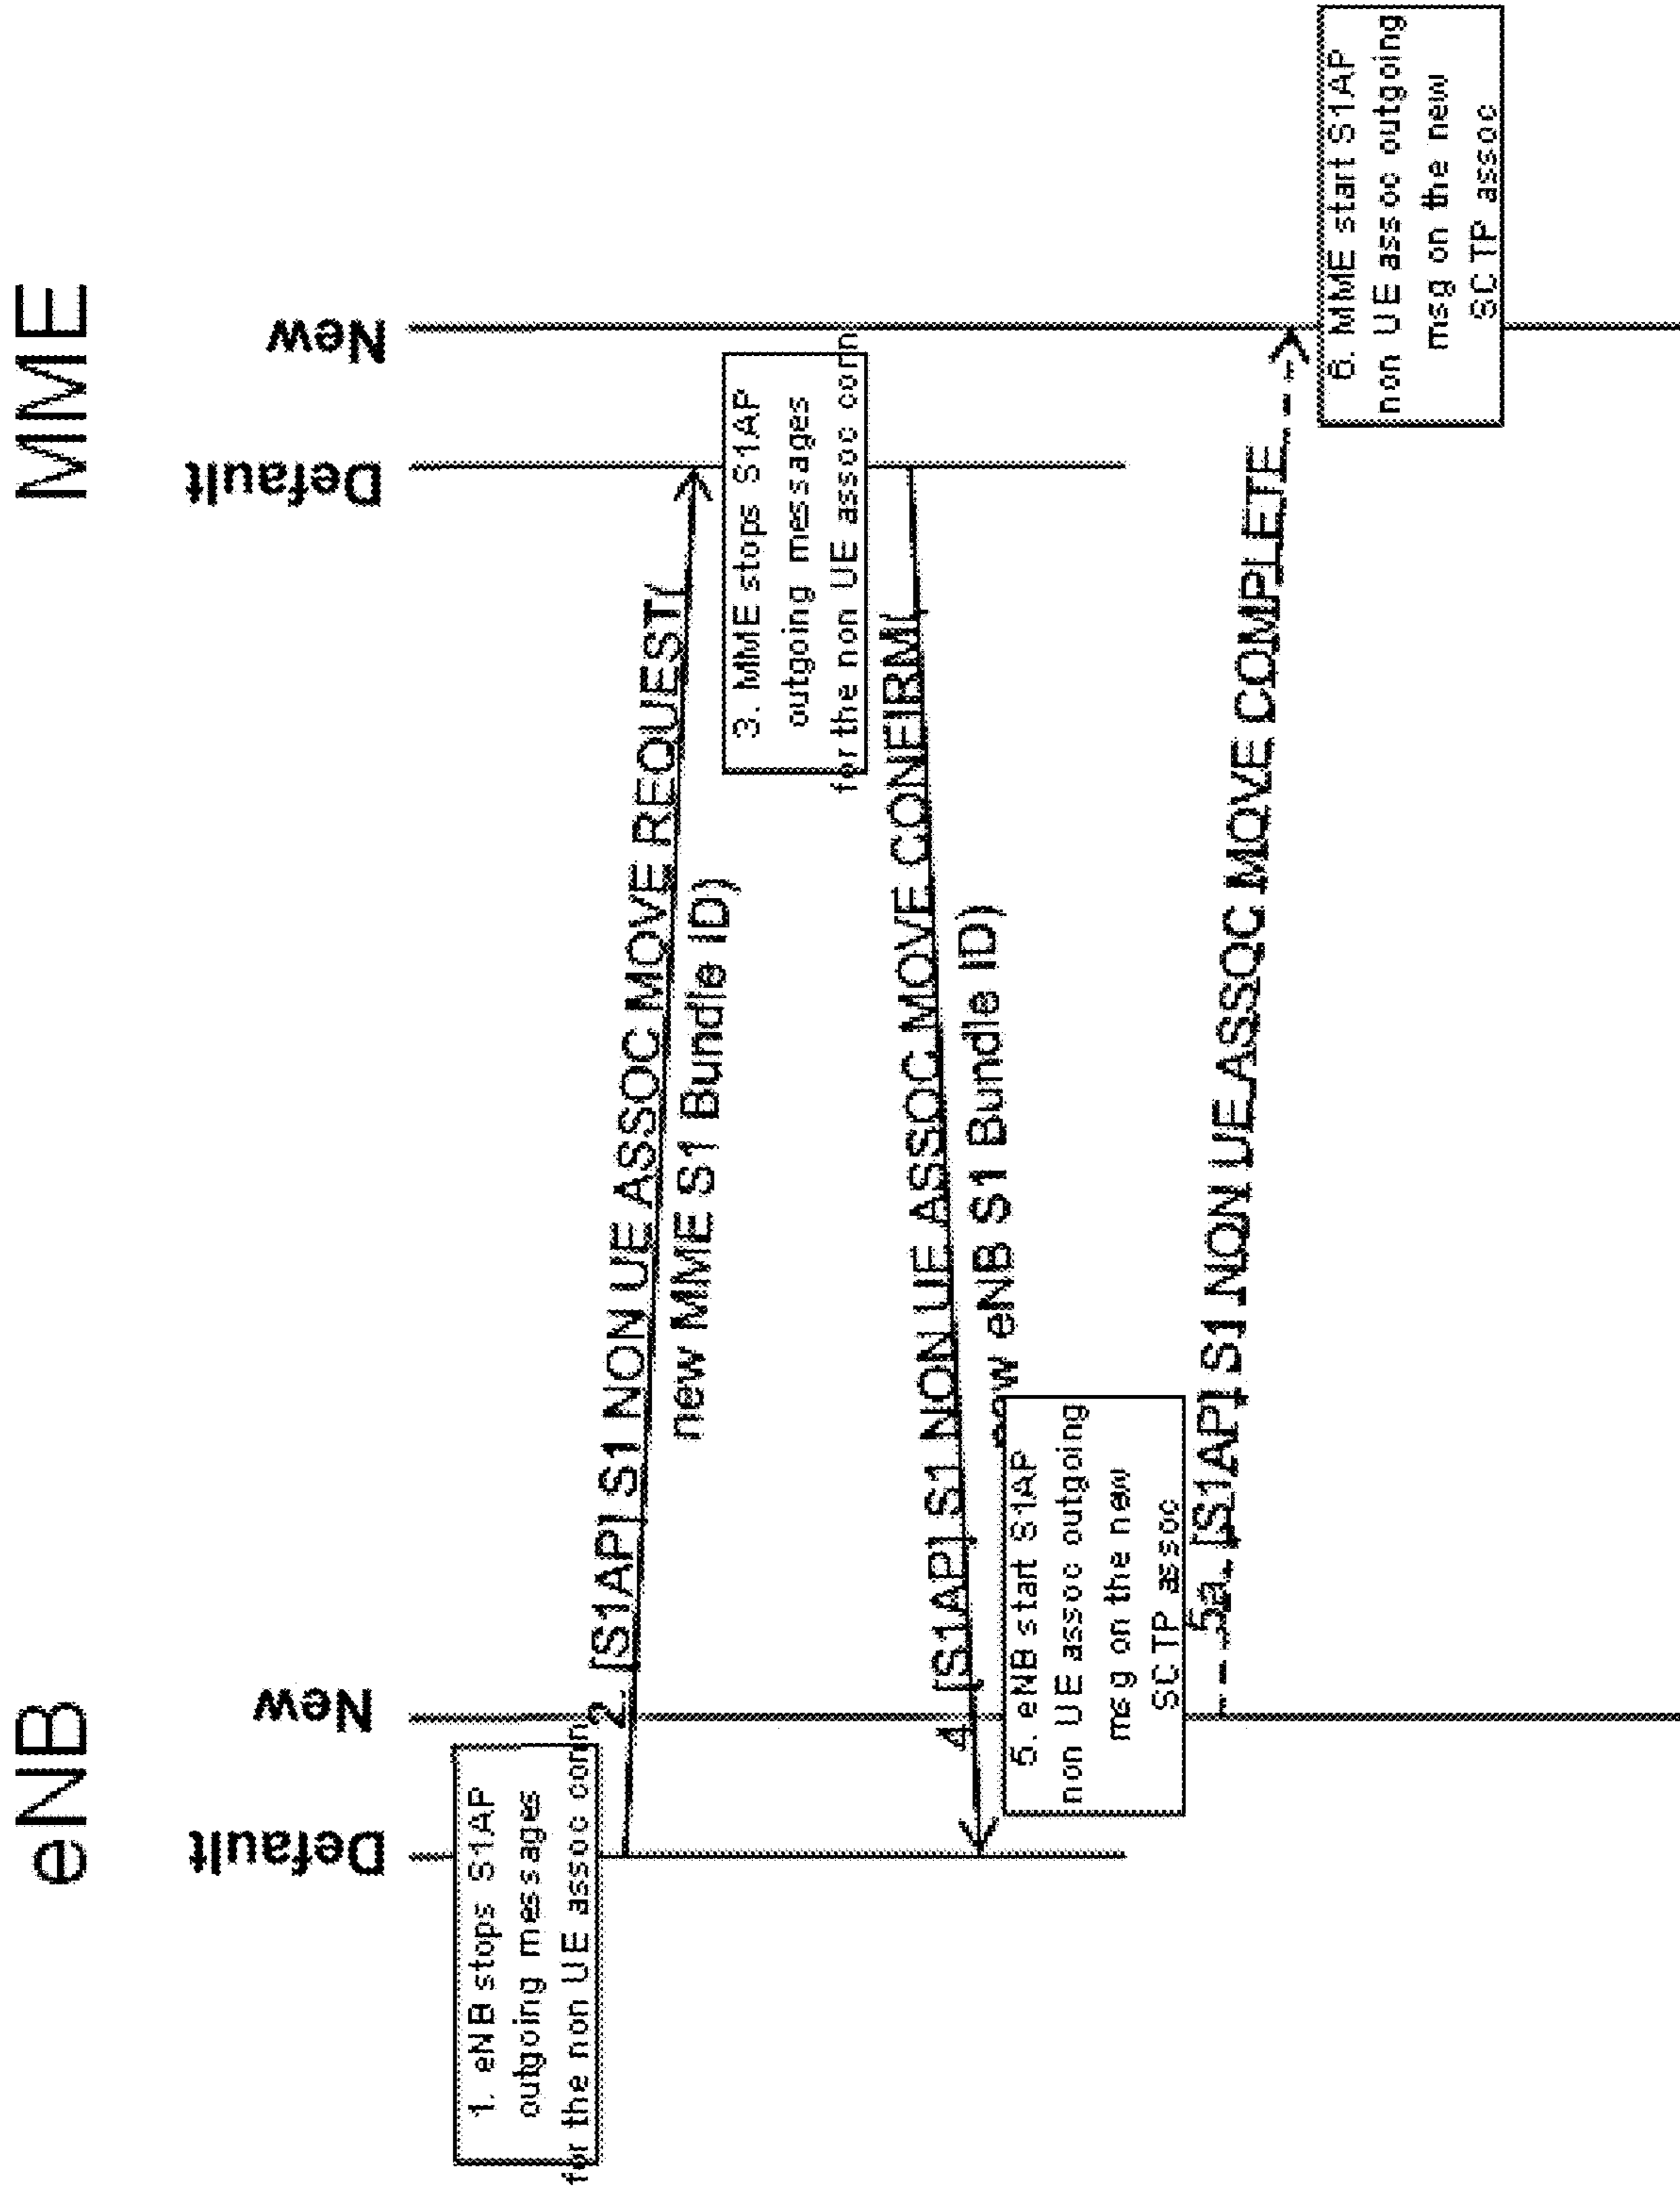 eNB
MME
Default
New
Default
New
1. eNB stops S1AP
outgoing messages
for the non UE assoc conn
2. [S1AP] S1 NON UE ASSOC MOVE REQUEST(
new MME S1 Bundle ID)
3. MME stops S1AP
outgoing messages
for the non UE assoc conn
4. [S1AP] S1 NON UE ASSOC MOVE CONFIRM(
new eNB S1 Bundle ID)
5. eNB start S1AP
non UE assoc outgoing
msg on the new
SCTP assoc
5a. [S1AP] S1 NON UE ASSOC MOVE COMPLETE
6. MME start S1AP
non UE assoc outgoing
msg on the new
SCTP assoc